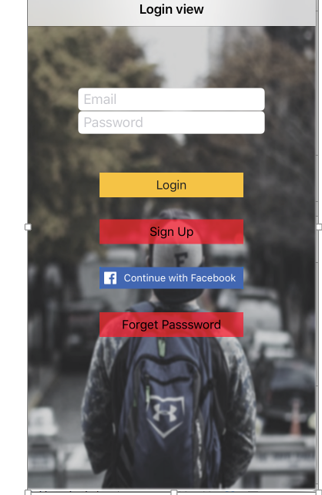 Login view
Email
Password
Login
Sign Up
f Continue with Facebook
Forget Passsword